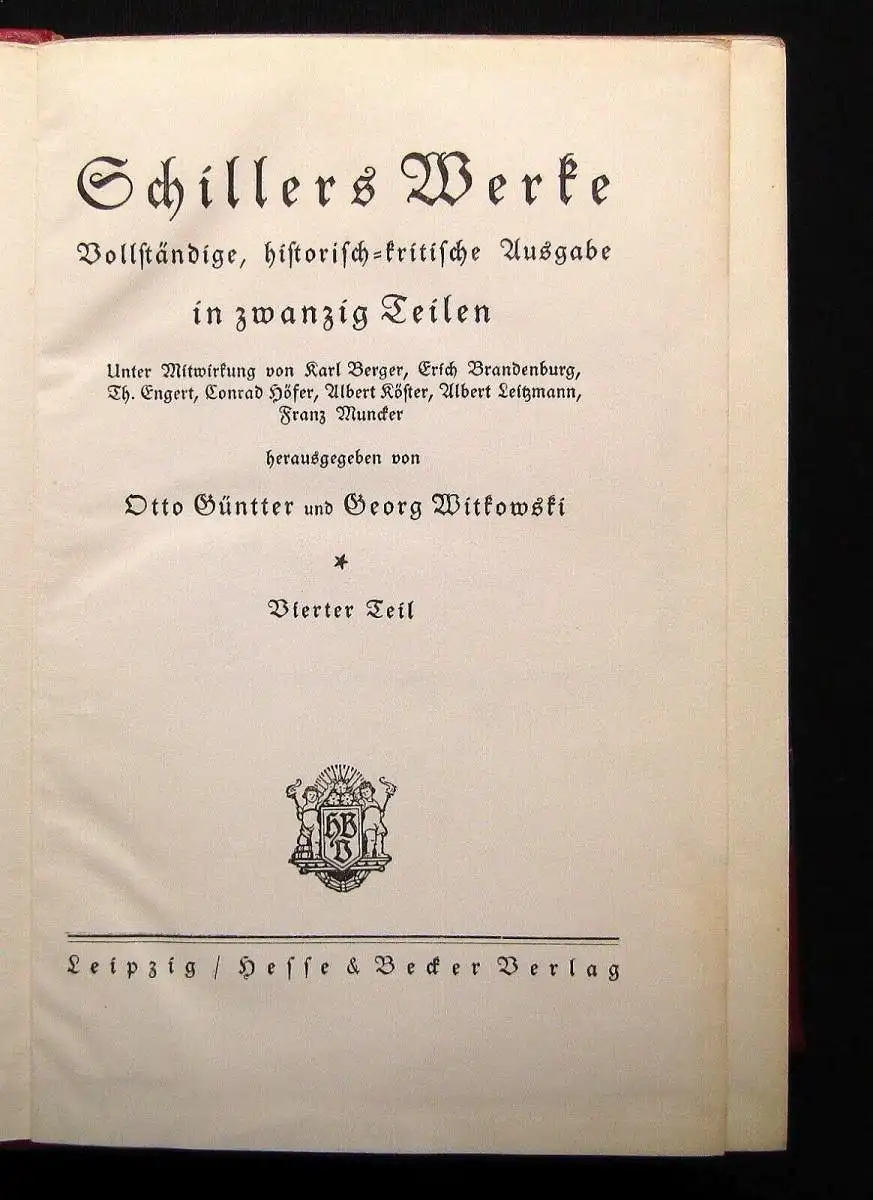 Schillers Werke
Vollſtändige, hiſtoriſch=kritiſche Ausgabe
in zwanzig Teilen
Unter Mitwirkung von Karl Berger, Erich Brandenburg,
Th. Engert, Conrad Höfer, Albert Köſter, Albert Leitzmann,
Franz Muncker
herausgegeben von
Otto Güntter und Georg Witkowski
*
Vierter Teil
HB
V
Leipzig / Heſſe & Becker Verlag